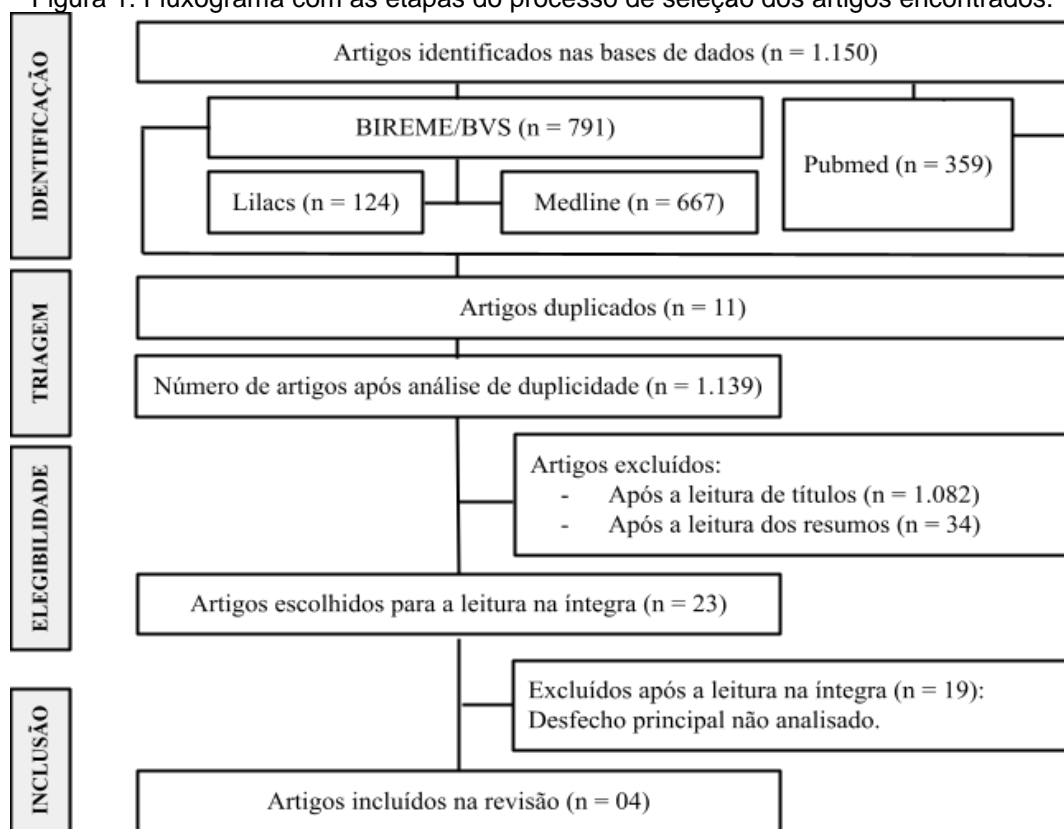 Figura 1. Fluxograma com as etapas do processo de seleção dos artigos encontrados.
IDENTIFICAÇÃO
Artigos identificados nas bases de dados (n = 1.150)
BIREME/BVS (n = 791)
Pubmed (n = 359)
Lilacs (n = 124)
Medline (n = 667)
TRIAGEM
Artigos duplicados (n = 11)
Número de artigos após análise de duplicidade (n = 1.139)
ELEGIBILIDADE
Artigos excluídos:
- Após a leitura de títulos (n = 1.082)
- Após a leitura dos resumos (n = 34)
Artigos escolhidos para a leitura na íntegra (n = 23)
Excluídos após a leitura na íntegra (n = 19):
Desfecho principal não analisado.
INCLUSÃO
Artigos incluídos na revisão (n = 04)